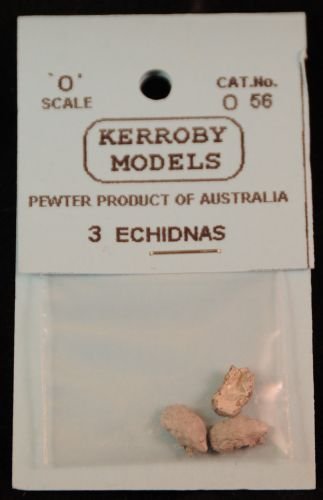 'O'
SCALE
CAT.No.
O 56
KERROBY
MODELS
PEWTER PRODUCT OF AUSTRALIA
3 ECHIDNAS